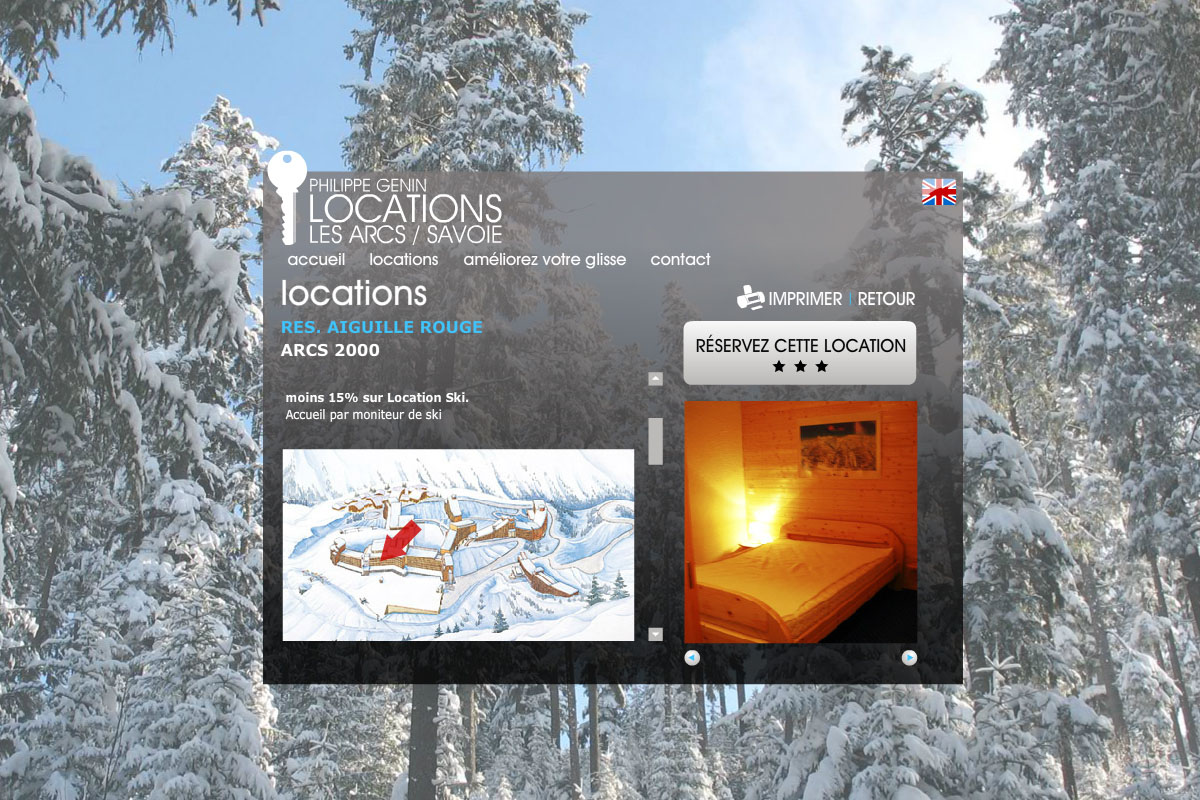 PHILIPPE GENIN
LOCATIONS
LES ARCS / SAVOIE
accueil locations améliorez votre glisse contact
locations
IMPRIMER | RETOUR
RES. AIGUILLE ROUGE
ARCS 2000
RÉSERVEZ CETTE LOCATION
★ ★ ★
moins 15% sur Location Ski.
Accueil par moniteur de ski